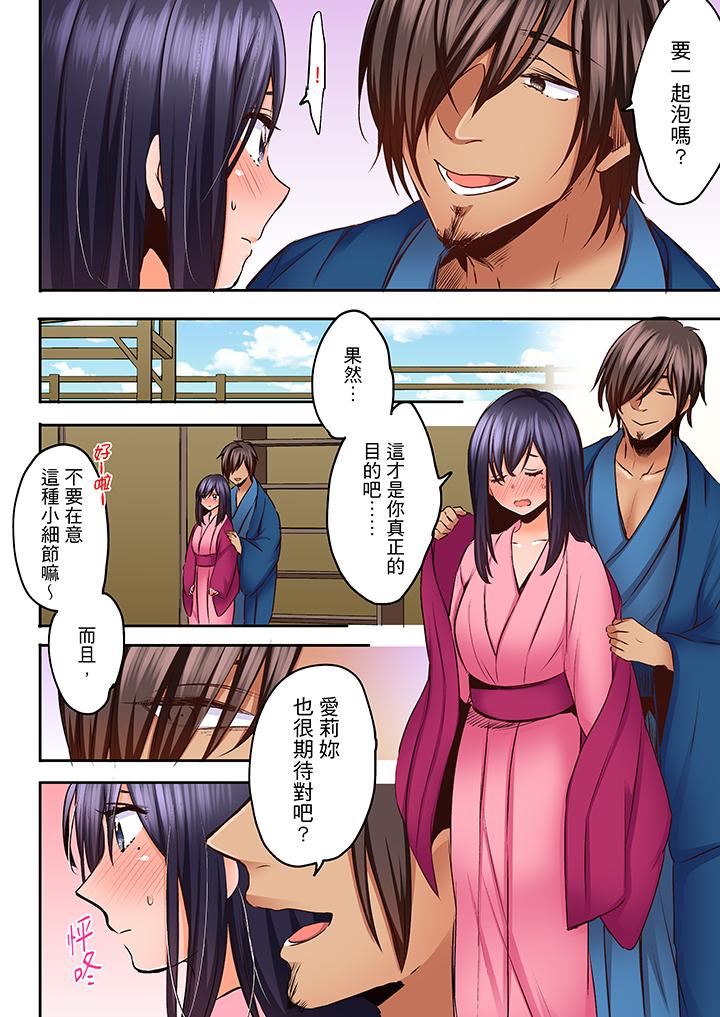 要一起泡嗎？
！
果然…
這才是你真正的
目的吧……
好啦
不要在意
這種小細節嘛～
而且，
愛莉妳
也很期待對吧？
怦咚